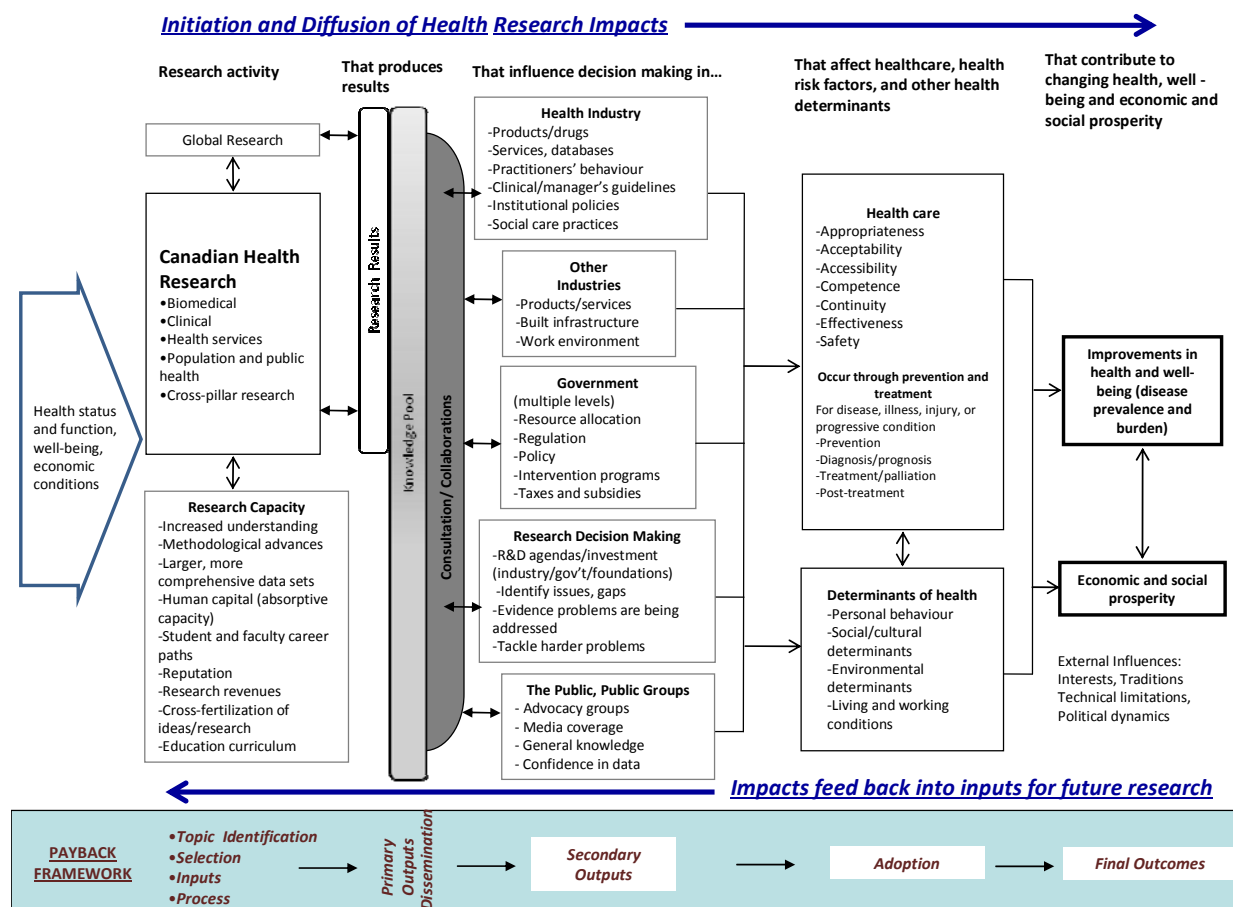 Initiation and Diffusion of Health Research Impacts
Research activity
That produces
results
That influence decision making in...
That affect healthcare, health
risk factors, and other health
determinants
That contribute to
changing health, well -
being and economic and
social prosperity
Health status
and function,
well-being,
economic
conditions
Global Research
Canadian Health
Research
•Biomedical
•Clinical
•Health services
•Population and public
health
•Cross-pillar research
Research Capacity
-Increased understanding
-Methodological advances
-Larger, more
comprehensive data sets
-Human capital (absorptive
capacity)
-Student and faculty career
paths
-Reputation
-Research revenues
-Cross-fertilization of
ideas/research
-Education curriculum
Research Results
Knowledge Pool
Consultation/ Collaborations
Health Industry
-Products/drugs
-Services, databases
-Practitioners' behaviour
-Clinical/manager's guidelines
-Institutional policies
-Social care practices
Other
Industries
-Products/services
-Built infrastructure
-Work environment
Government
(multiple levels)
-Resource allocation
-Regulation
-Policy
-Intervention programs
-Taxes and subsidies
Research Decision Making
-R&D agendas/investment
(industry/gov't/foundations)
-Identify issues, gaps
-Evidence problems are being
addressed
-Tackle harder problems
The Public, Public Groups
- Advocacy groups
- Media coverage
- General knowledge
- Confidence in data
Health care
-Appropriateness
-Acceptability
-Accessibility
-Competence
-Continuity
-Effectiveness
-Safety
Occur through prevention and
treatment
For disease, illness, injury, or
progressive condition
-Prevention
-Diagnosis/prognosis
-Treatment/palliation
-Post-treatment
Determinants of health
-Personal behaviour
-Social/cultural
determinants
-Environmental
determinants
-Living and working
conditions
Improvements in
health and well-
being (disease
prevalence and
burden)
Economic and social
prosperity
External Influences:
Interests, Traditions
Technical limitations,
Political dynamics
Impacts feed back into inputs for future research
PAYBACK
FRAMEWORK
•Topic Identification
•Selection
•Inputs
•Process
Primary
Outputs
Dissemination
Secondary
Outputs
Adoption
Final Outcomes